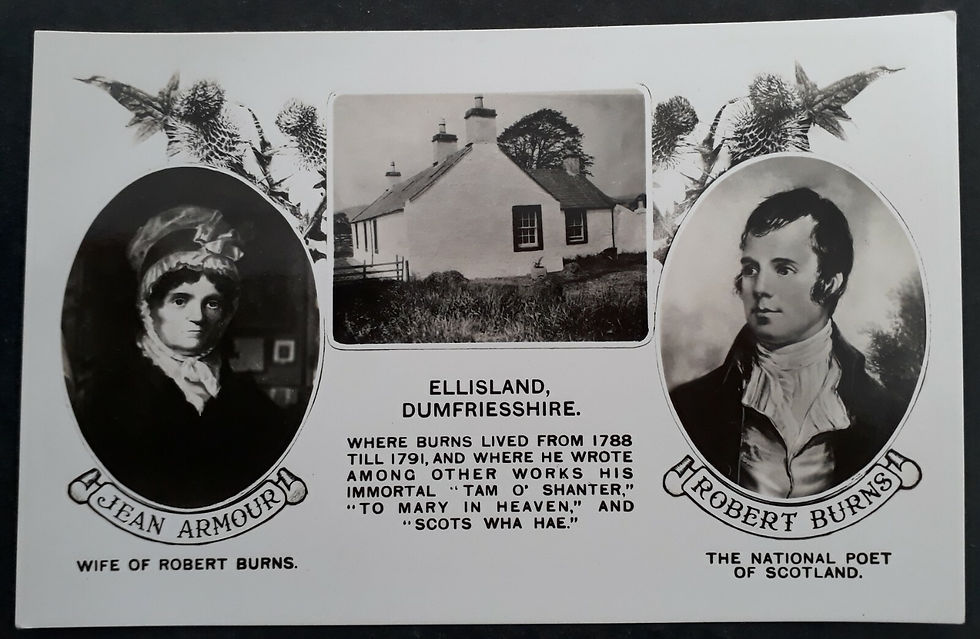 ELLISLAND,
DUMFRIESSHIRE.
WHERE BURNS LIVED FROM 1788
TILL 1791, AND WHERE HE WROTE
AMONG OTHER WORKS HIS
IMMORTAL "TAM O' SHANTER,"
"TO MARY IN HEAVEN," AND
"SCOTS WHA HAE."
JEAN ARMOUR
WIFE OF ROBERT BURNS.
ROBERT BURNS
THE NATIONAL POET
OF SCOTLAND.